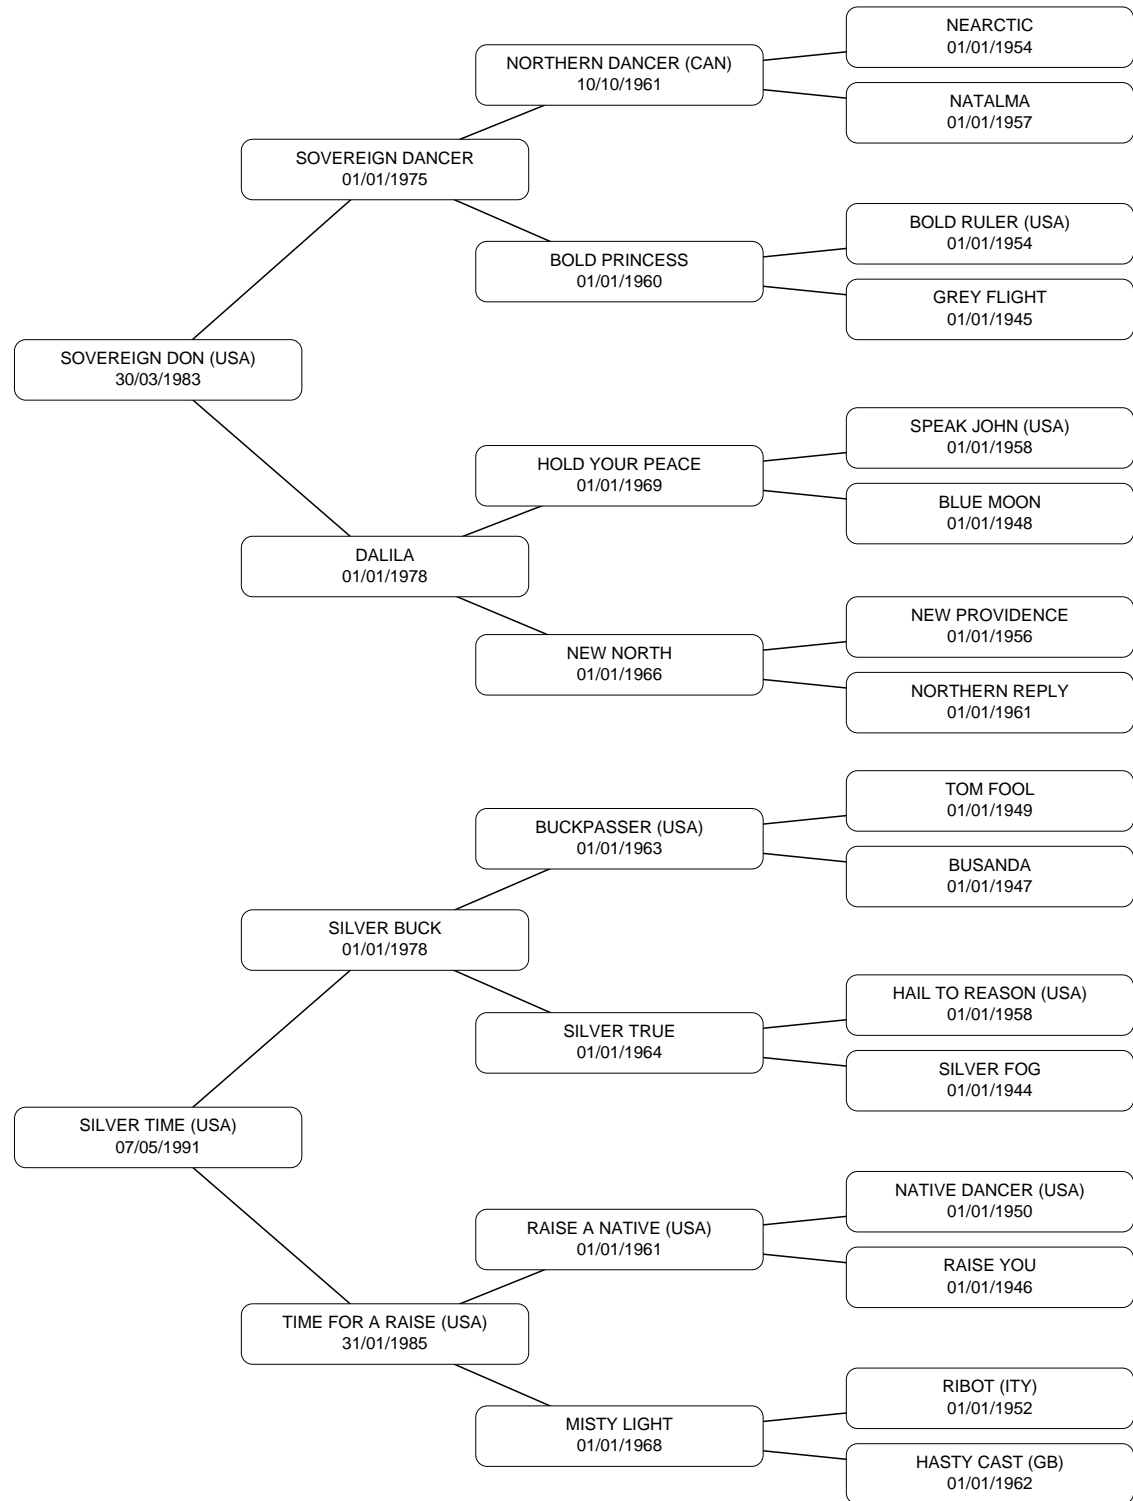 NEARCTIC
01/01/1954
NORTHERN DANCER (CAN)
10/10/1961
NATALMA
01/01/1957
SOVEREIGN DANCER
01/01/1975
BOLD RULER (USA)
01/01/1954
BOLD PRINCESS
01/01/1960
GREY FLIGHT
01/01/1945
SOVEREIGN DON (USA)
30/03/1983
SPEAK JOHN (USA)
01/01/1958
HOLD YOUR PEACE
01/01/1969
BLUE MOON
01/01/1948
DALILA
01/01/1978
NEW PROVIDENCE
01/01/1956
NEW NORTH
01/01/1966
NORTHERN REPLY
01/01/1961
TOM FOOL
01/01/1949
BUCKPASSER (USA)
01/01/1963
BUSANDA
01/01/1947
SILVER BUCK
01/01/1978
HAIL TO REASON (USA)
01/01/1958
SILVER TRUE
01/01/1964
SILVER FOG
01/01/1944
SILVER TIME (USA)
07/05/1991
NATIVE DANCER (USA)
01/01/1950
RAISE A NATIVE (USA)
01/01/1961
RAISE YOU
01/01/1946
TIME FOR A RAISE (USA)
31/01/1985
RIBOT (ITY)
01/01/1952
MISTY LIGHT
01/01/1968
HASTY CAST (GB)
01/01/1962